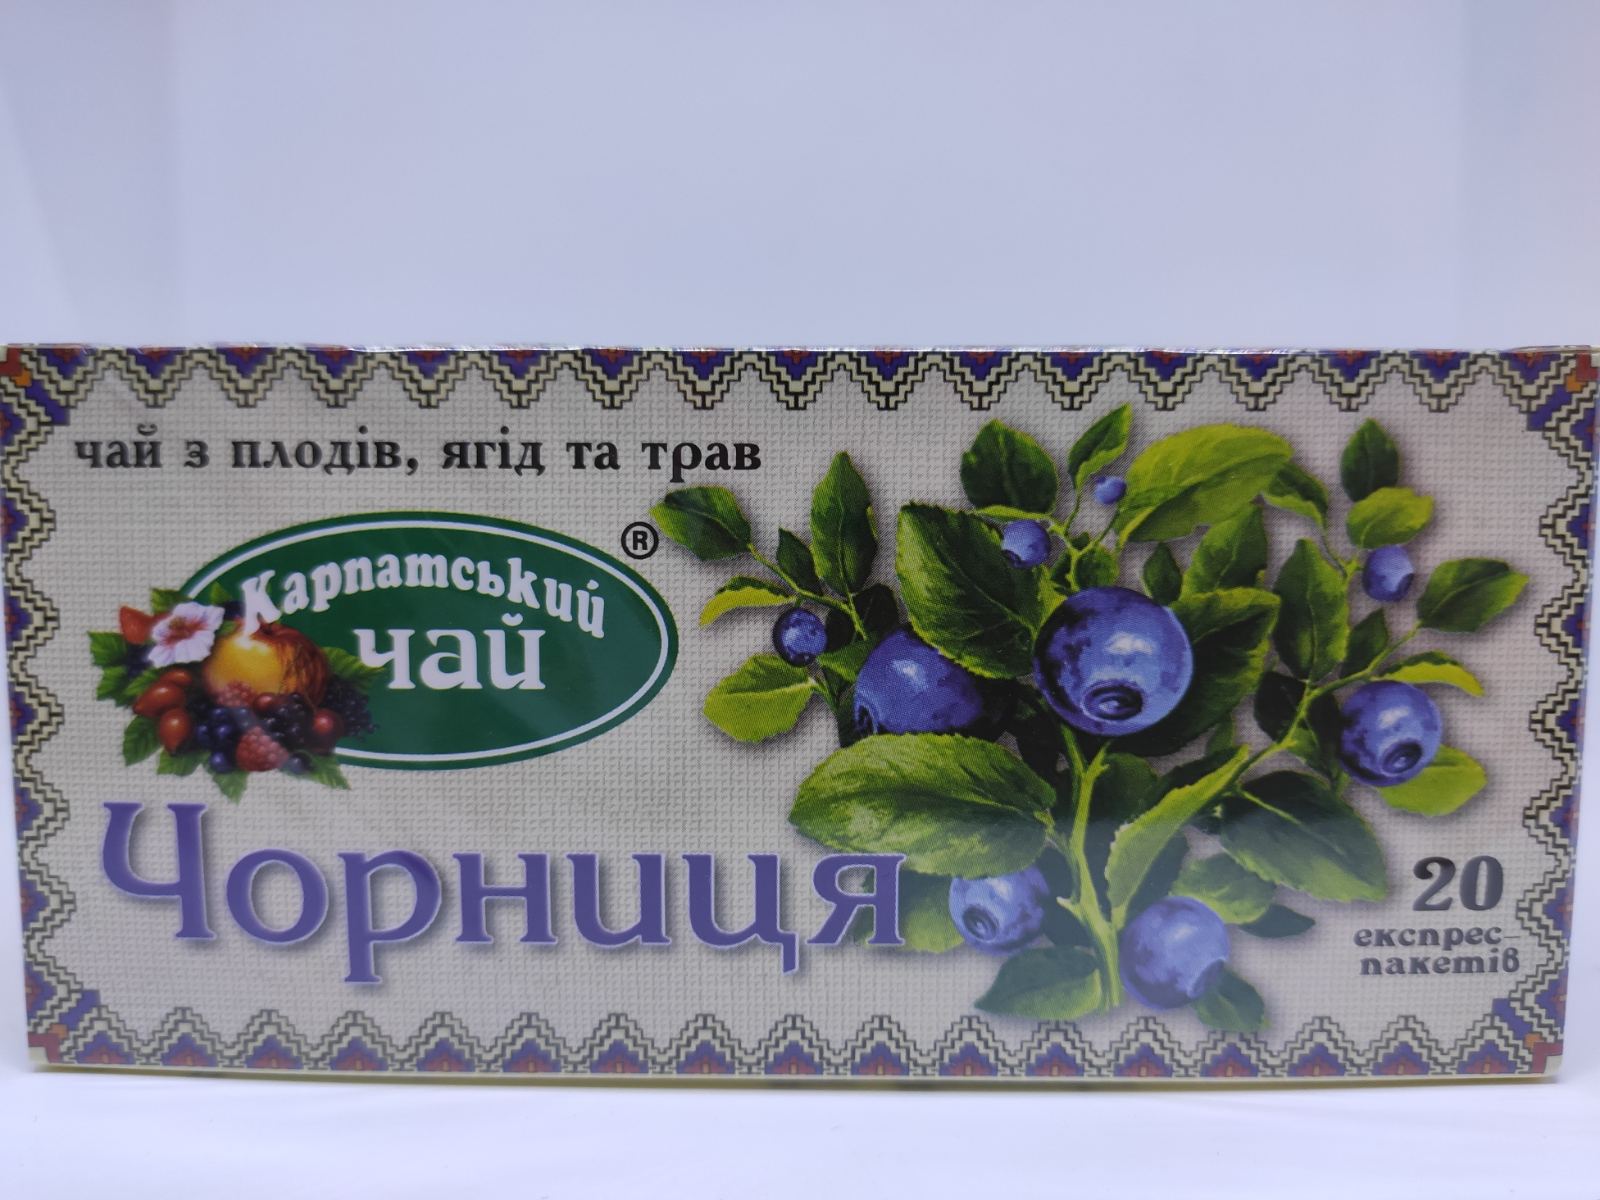 чай з плодів, ягід та трав
®
Карпатський
чай
Чорниця
20
експрес-
пакетів